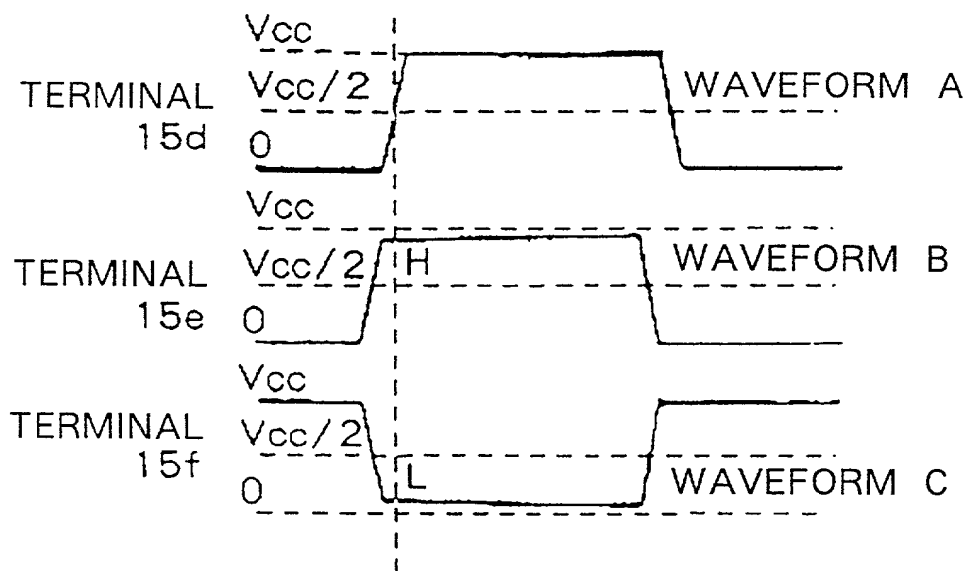 Vcc
TERMINAL
15d
Vcc/2
WAVEFORM A
0
Vcc
TERMINAL
15e
Vcc/2
H
WAVEFORM B
0
Vcc
TERMINAL
15f
Vcc/2
L
WAVEFORM C
0